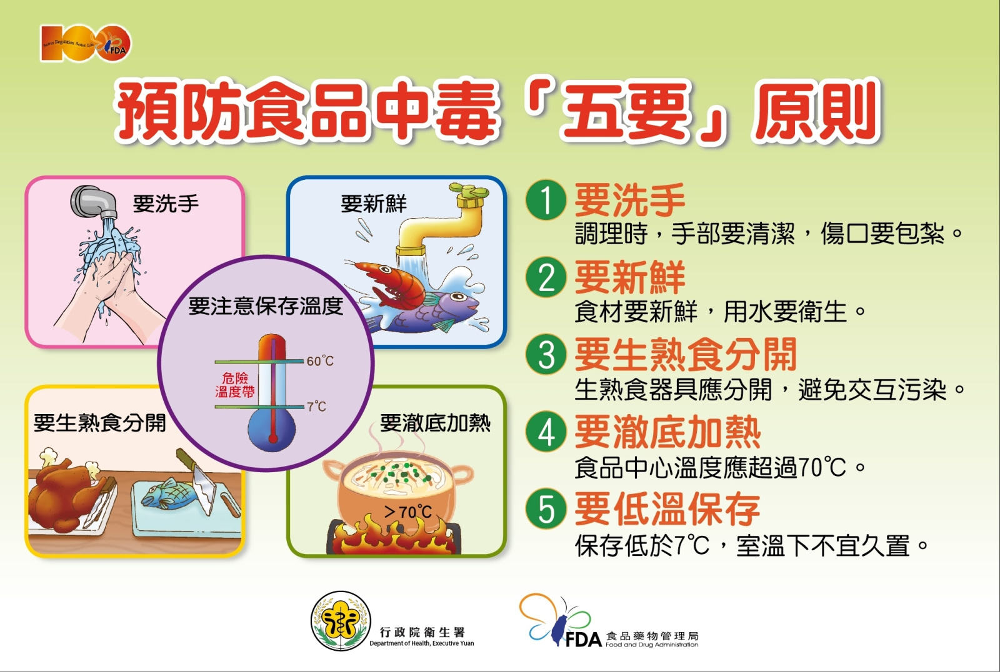 Better Regulation Better Life
FDA
預防食品中毒「五要」原則
要洗手
要新鮮
要注意保存溫度
60℃
危險
溫度帶
7℃
要生熟食分開
要澈底加熱
＞70℃
1 要洗手
調理時，手部要清潔，傷口要包紮。
2 要新鮮
食材要新鮮，用水要衛生。
3 要生熟食分開
生熟食器具應分開，避免交互污染。
4 要澈底加熱
食品中心溫度應超過70℃。
5 要低溫保存
保存低於7℃，室溫下不宜久置。
行政院衛生署
Department of Health, Executive Yuan
FDA 食品藥物管理局
Food and Drug Administration